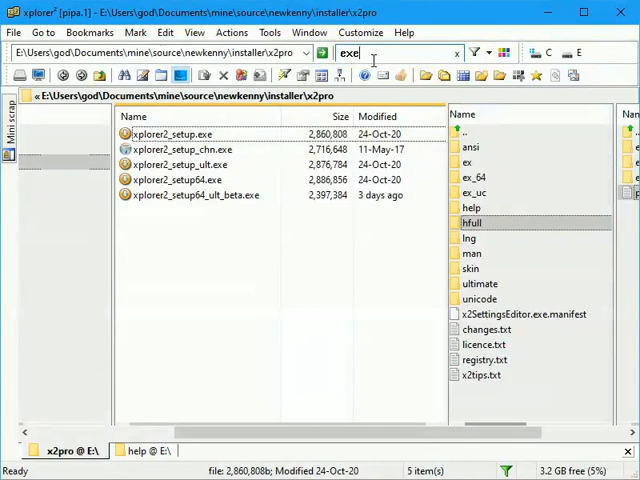 xplorer² [pipa.1] - E:\Users\god\Documents\mine\source\newkenny\installer\x2pro
File Go to Bookmarks Mark Edit View Actions Tools Window Customize Help
E:\Users\god\Documents\mine\source\newkenny\installer\x2pro exe x C E
Mini scrap
« E:\Users\god\Documents\mine\source\newkenny\installer\x2pro
Name Size Modified
xplorer2_setup.exe 2,860,808 24-Oct-20
xplorer2_setup_chn.exe 2,716,648 11-May-17
xplorer2_setup_ult.exe 2,876,784 24-Oct-20
xplorer2_setup64.exe 2,886,856 24-Oct-20
xplorer2_setup64_ult_beta.exe 2,397,384 3 days ago
Name
..
ansi
ex
ex_64
ex_uc
help
hfull
lng
man
skin
ultimate
unicode
x2SettingsEditor.exe.manifest
changes.txt
licence.txt
registry.txt
x2tips.txt
Name
x2pro @ E:\ help @ E:\
Ready file: 2,860,808b; Modified 24-Oct-20 5 item(s) 3.2 GB free (5%)